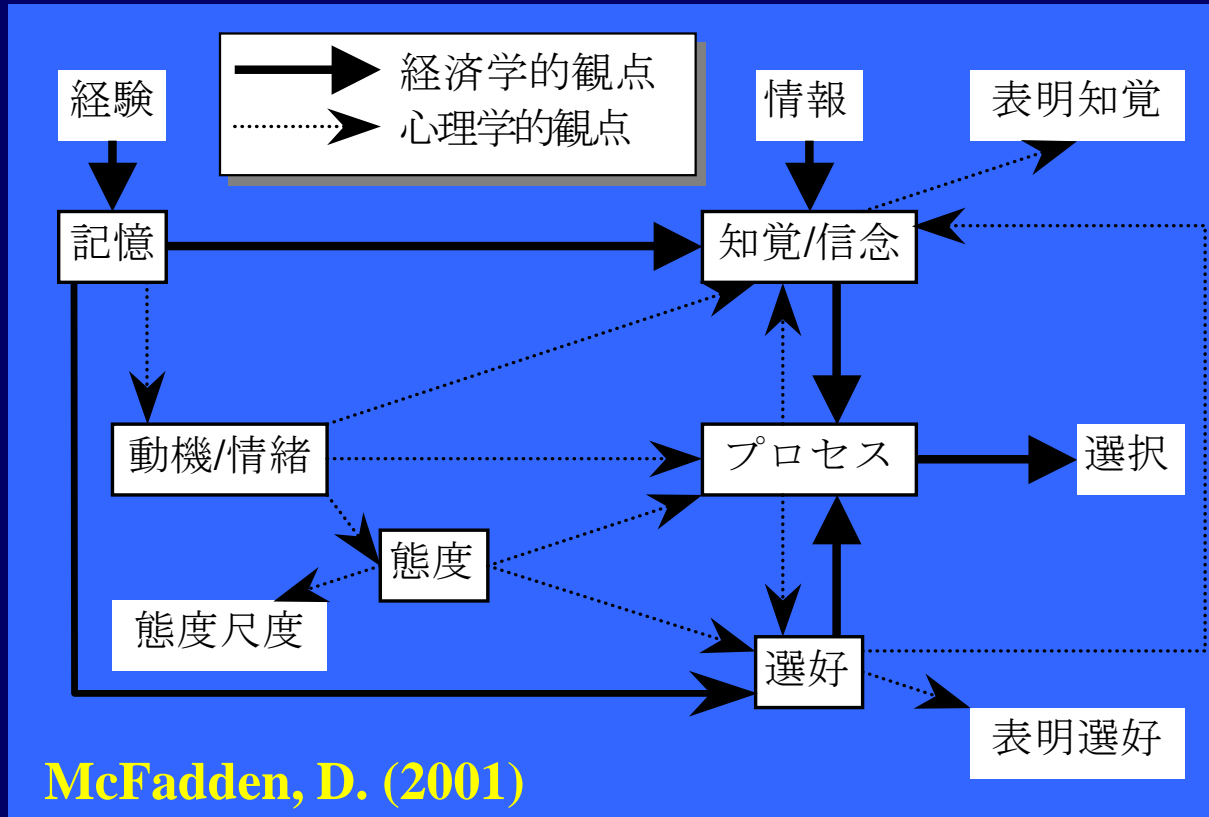 経済学的観点
心理学的観点
経験
情報
表明知覚
記憶
知覚/信念
動機/情緒
プロセス
選択
態度
態度尺度
選好
表明選好
McFadden, D. (2001)